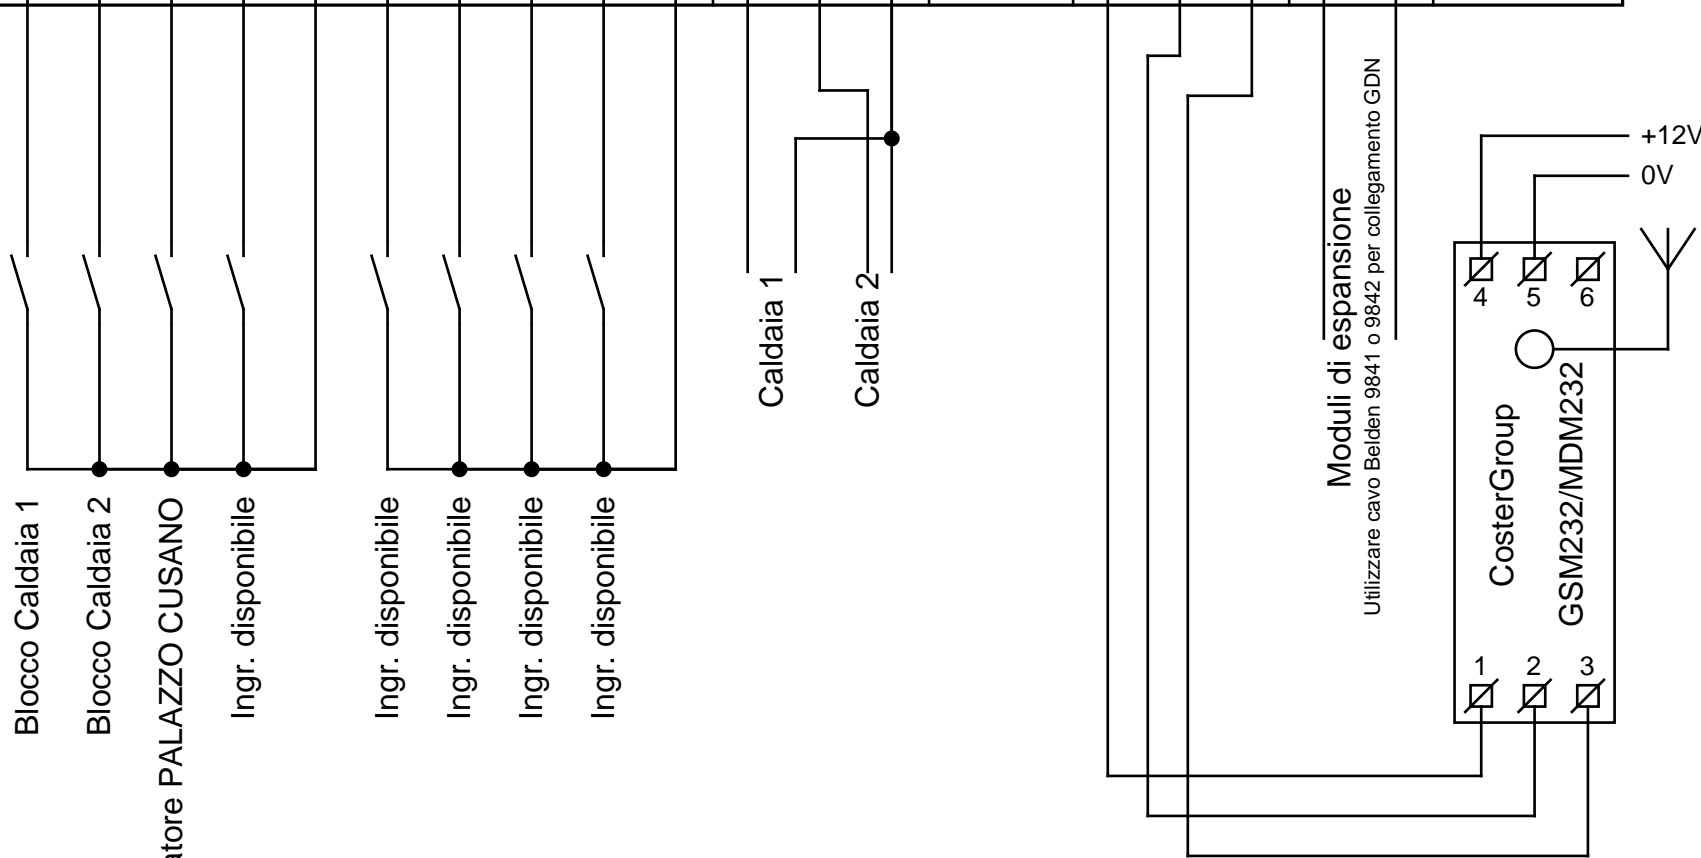 Blocco Caldaia 1
Blocco Caldaia 2
PALAZZO CUSANO
Ingr. disponibile
Ingr. disponibile
Ingr. disponibile
Ingr. disponibile
Ingr. disponibile
Caldaia 1
Caldaia 2
Moduli di espansione
Utilizzare cavo Belden 9841 o 9842 per collegamento GDN
+12V
0V
4 5 6
CosterGroup
GSM232/MDM232
1 2 3